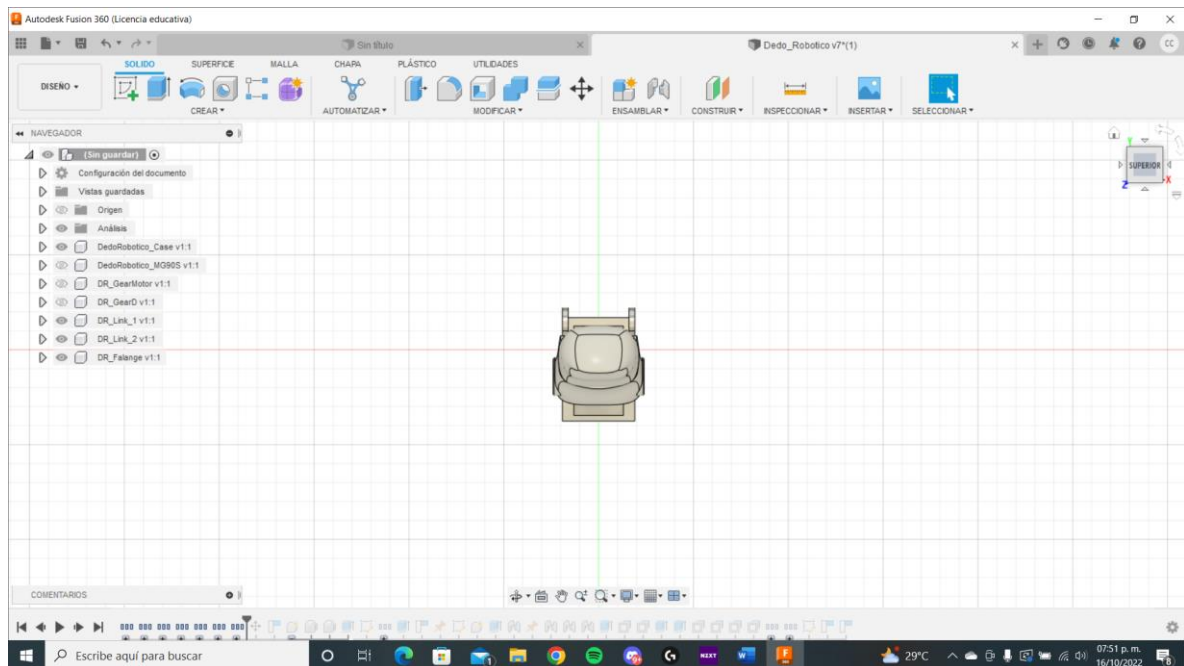 Autodesk Fusion 360 (Licencia educativa)
Sin título
Dedo_Robotico v7*(1)
CC
SOLIDO SUPERFICIE MALLA CHAPA PLÁSTICO UTILIDADES
DISEÑO
CREAR AUTOMATIZAR MODIFICAR ENSAMBLAR CONSTRUIR INSPECCIONAR INSERTAR SELECCIONAR
NAVEGADOR
(Sin guardar)
Configuración del documento
Vistas guardadas
Origen
Análisis
DedoRobotico_Case v1:1
DedoRobotico_MG90S v1:1
DR_GearMotor v1:1
DR_GearD v1:1
DR_Link_1 v1:1
DR_Link_2 v1:1
DR_Falange v1:1
Y
SUPERIOR
X
Z
COMENTARIOS
Escribe aquí para buscar
NZXT
29°C
07:51 p. m.
16/10/2022